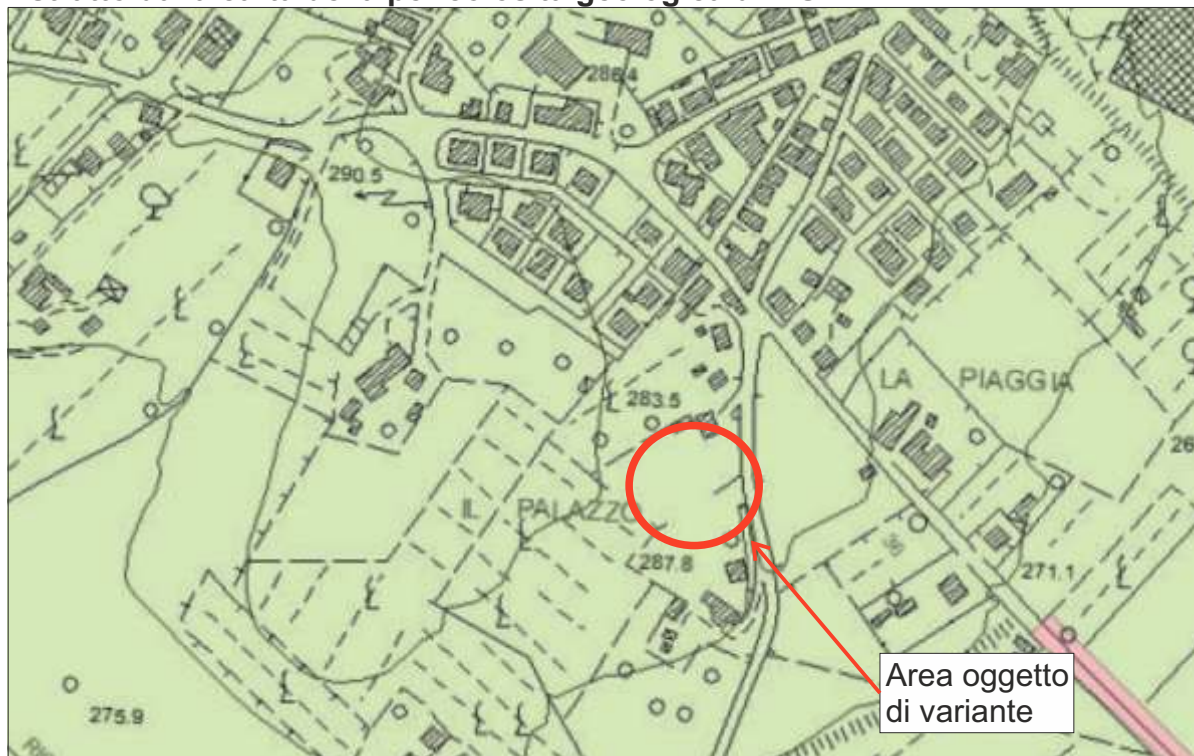 286.4
290.5
LA PIAGGIA
283.5
IL PALAZZO
287.8
271.1
275.9
Area oggetto
di variante